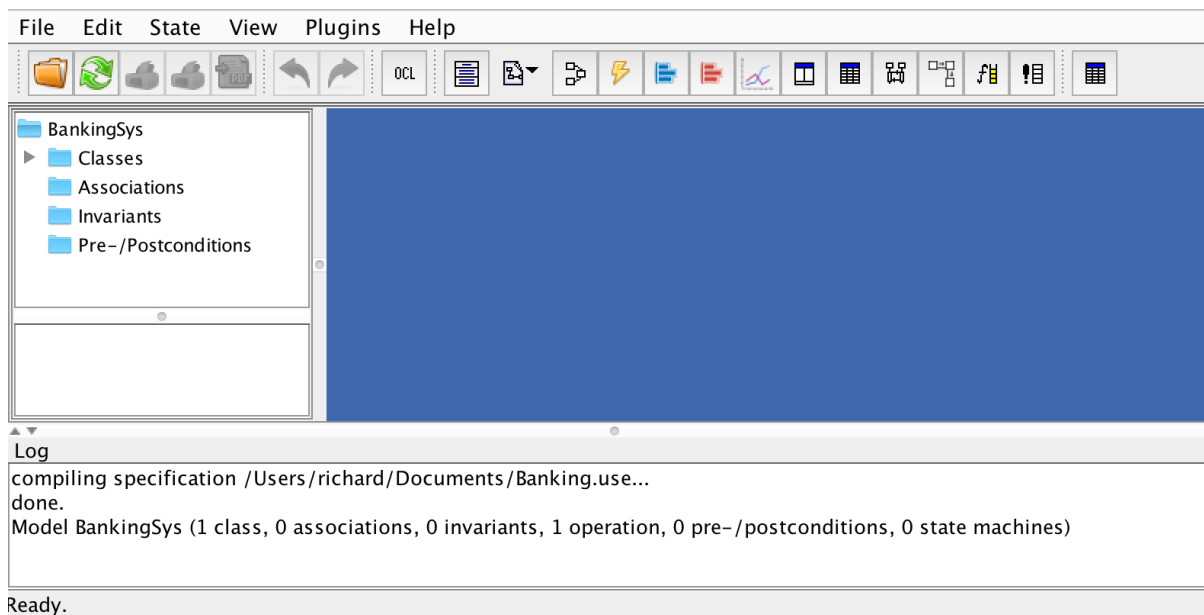 File Edit State View Plugins Help
PDF OCL
BankingSys
Classes
Associations
Invariants
Pre-/Postconditions
Log
compiling specification /Users/richard/Documents/Banking.use...
done.
Model BankingSys (1 class, 0 associations, 0 invariants, 1 operation, 0 pre-/postconditions, 0 state machines)
Ready.